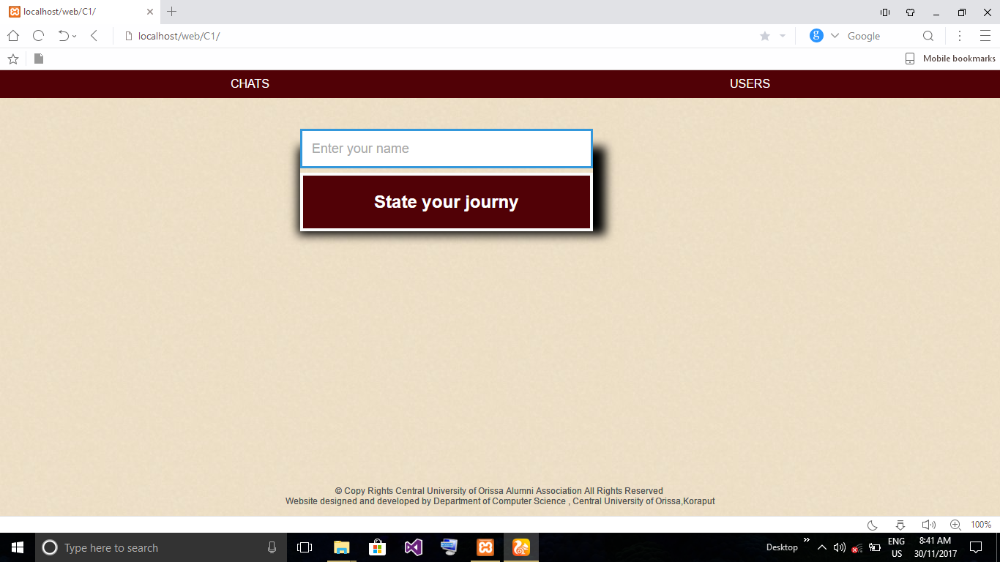 localhost/web/C1/
localhost/web/C1/
Google
Mobile bookmarks
CHATS
USERS
Enter your name
State your journy
© Copy Rights Central University of Orissa Alumni Association All Rights Reserved
Website designed and developed by Department of Computer Science , Central University of Orissa,Koraput
100%
Type here to search
Desktop
ENG
US
8:41 AM
30/11/2017